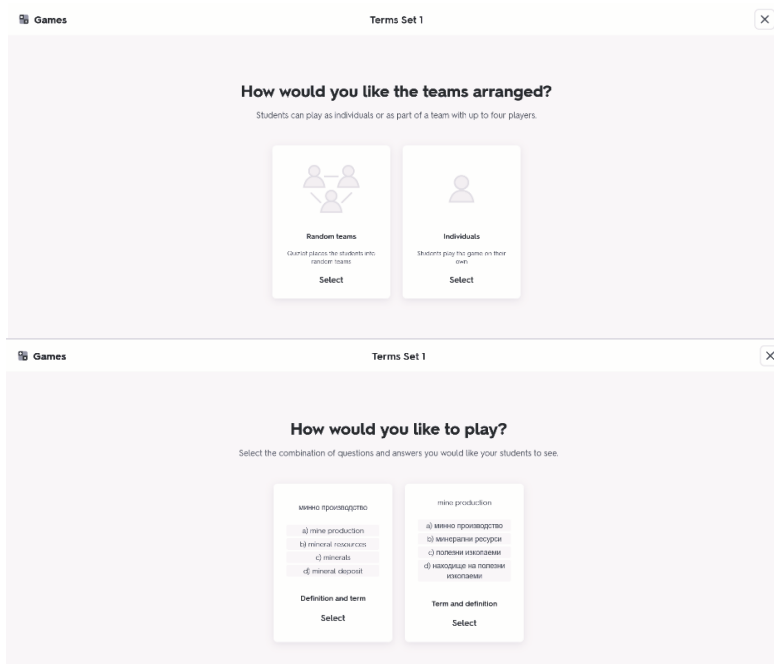 Games
Terms Set 1
How would you like the teams arranged?
Students can play as individuals or as part of a team with up to four players.
Random teams
Quizlet places the students into
random teams
Select
Individuals
Students play the game on their
own
Select
Games
Terms Set 1
How would you like to play?
Select the combination of questions and answers you would like your students to see.
минно производство
a) mine production
b) mineral resources
c) minerals
d) mineral deposit
Definition and term
Select
mine production
a) минно производство
b) минерални ресурси
c) полезни изкопаеми
d) находище на полезни
изкопаеми
Term and definition
Select